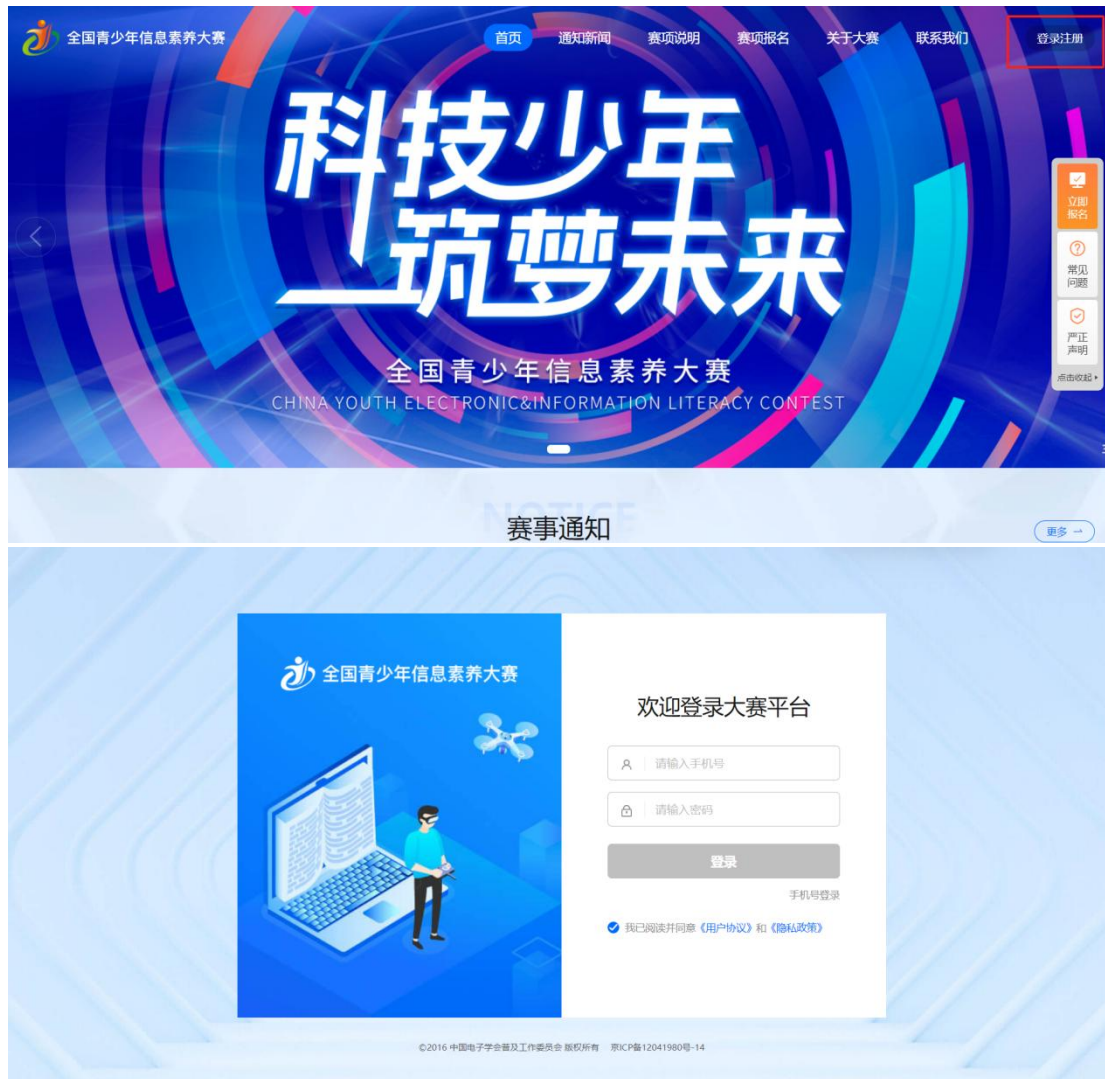 全国青少年信息素养大赛
首页 通知新闻 赛项说明 赛项报名 关于大赛 联系我们 登录注册
科技少年
筑梦未来
全国青少年信息素养大赛
CHINA YOUTH ELECTRONIC&INFORMATION LITERACY CONTEST
立即
报名
常见
问题
严正
声明
点击收起
NOTICE
赛事通知
更多
全国青少年信息素养大赛
欢迎登录大赛平台
请输入手机号
请输入密码
登录
手机号登录
我已阅读并同意《用户协议》和《隐私政策》
©2016 中国电子学会普及工作委员会 版权所有 京ICP备12041980号-14